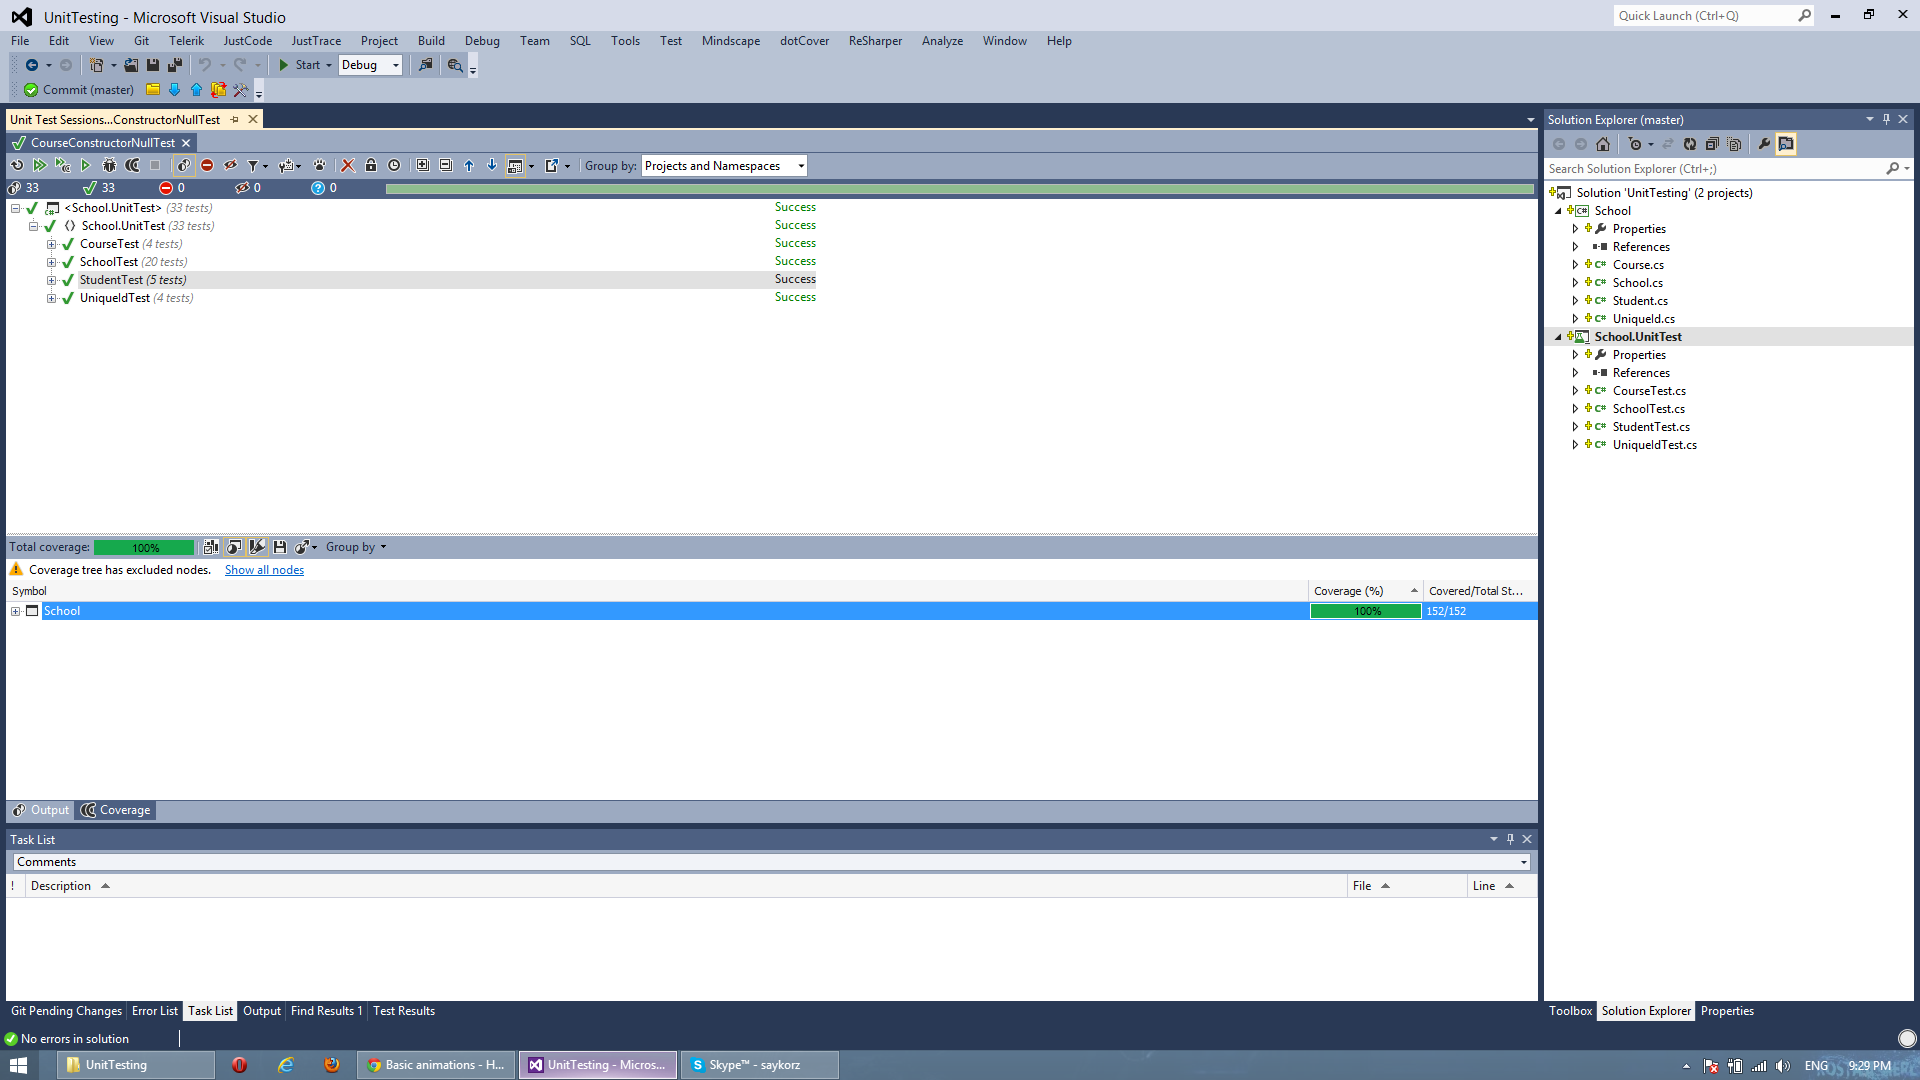 UnitTesting - Microsoft Visual Studio
Quick Launch (Ctrl+Q)
File Edit View Git Telerik JustCode JustTrace Project Build Debug Team SQL Tools Test Mindscape dotCover ReSharper Analyze Window Help
Start Debug
Commit (master)
Unit Test Sessions...ConstructorNullTest
CourseConstructorNullTest
Group by: Projects and Namespaces
33 33 0 0 0
<School.UnitTest> (33 tests) Success
School.UnitTest (33 tests) Success
CourseTest (4 tests) Success
SchoolTest (20 tests) Success
StudentTest (5 tests) Success
UniqueIdTest (4 tests) Success
Total coverage: 100% Group by
Coverage tree has excluded nodes. Show all nodes
Symbol Coverage (%) Covered/Total St...
School 100% 152/152
Output Coverage
Task List
Comments
! Description File Line
Git Pending Changes Error List Task List Output Find Results 1 Test Results
Solution Explorer (master)
Search Solution Explorer (Ctrl+;)
Solution 'UnitTesting' (2 projects)
School
Properties
References
Course.cs
School.cs
Student.cs
UniqueId.cs
School.UnitTest
Properties
References
CourseTest.cs
SchoolTest.cs
StudentTest.cs
UniqueIdTest.cs
Toolbox Solution Explorer Properties
No errors in solution
UnitTesting Basic animations - H... UnitTesting - Micros... Skype™ - saykorz ENG 9:29 PM